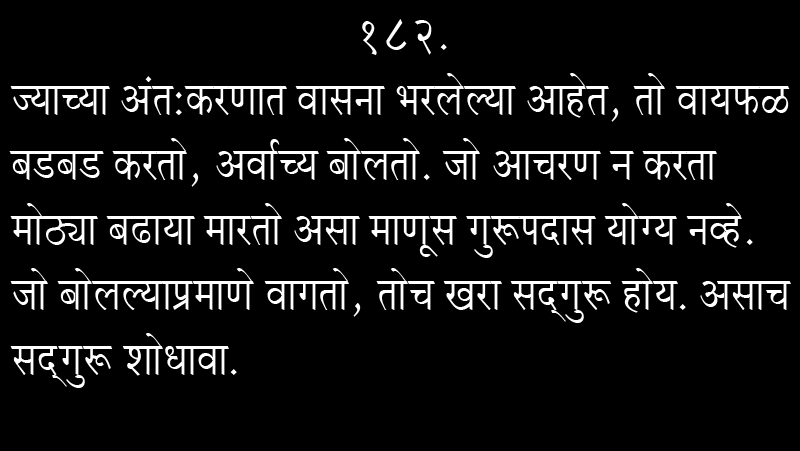 १८२.
ज्याच्या अंत:करणात वासना भरलेल्या आहेत, तो वायफळ
बडबड करतो, अर्वाच्य बोलतो. जो आचरण न करता
मोठ्या बढाया मारतो असा माणूस गुरूपदास योग्य नव्हे.
जो बोलल्याप्रमाणे वागतो, तोच खरा सद्‌गुरू होय. असाच
सद्‌गुरू शोधावा.